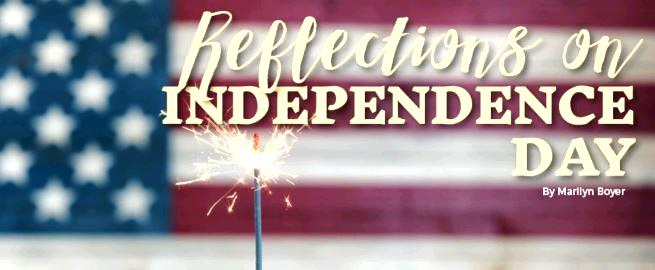 Reflections on
INDEPENDENCE
DAY
By Marilyn Boyer